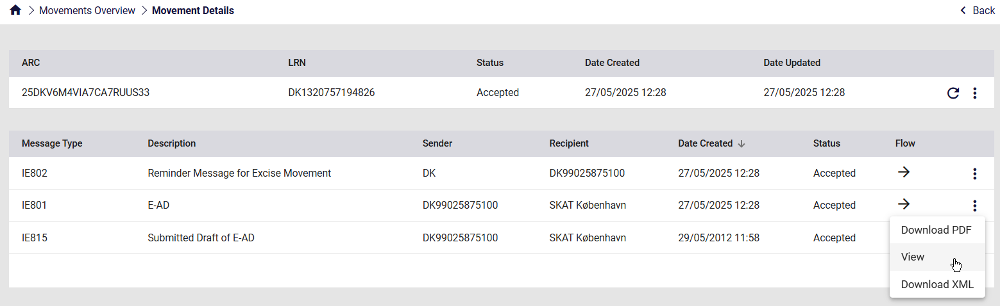 Movements Overview Movement Details Back
ARC LRN Status Date Created Date Updated
25DKV6M4VIA7CA7RUUS33 DK1320757194826 Accepted 27/05/2025 12:28 27/05/2025 12:28
Message Type Description Sender Recipient Date Created Status Flow
IE802 Reminder Message for Excise Movement DK DK99025875100 27/05/2025 12:28 Accepted
IE801 E-AD DK99025875100 SKAT København 27/05/2025 12:28 Accepted
IE815 Submitted Draft of E-AD DK99025875100 SKAT København 29/05/2012 11:58 Accepted
Download PDF
View
Download XML